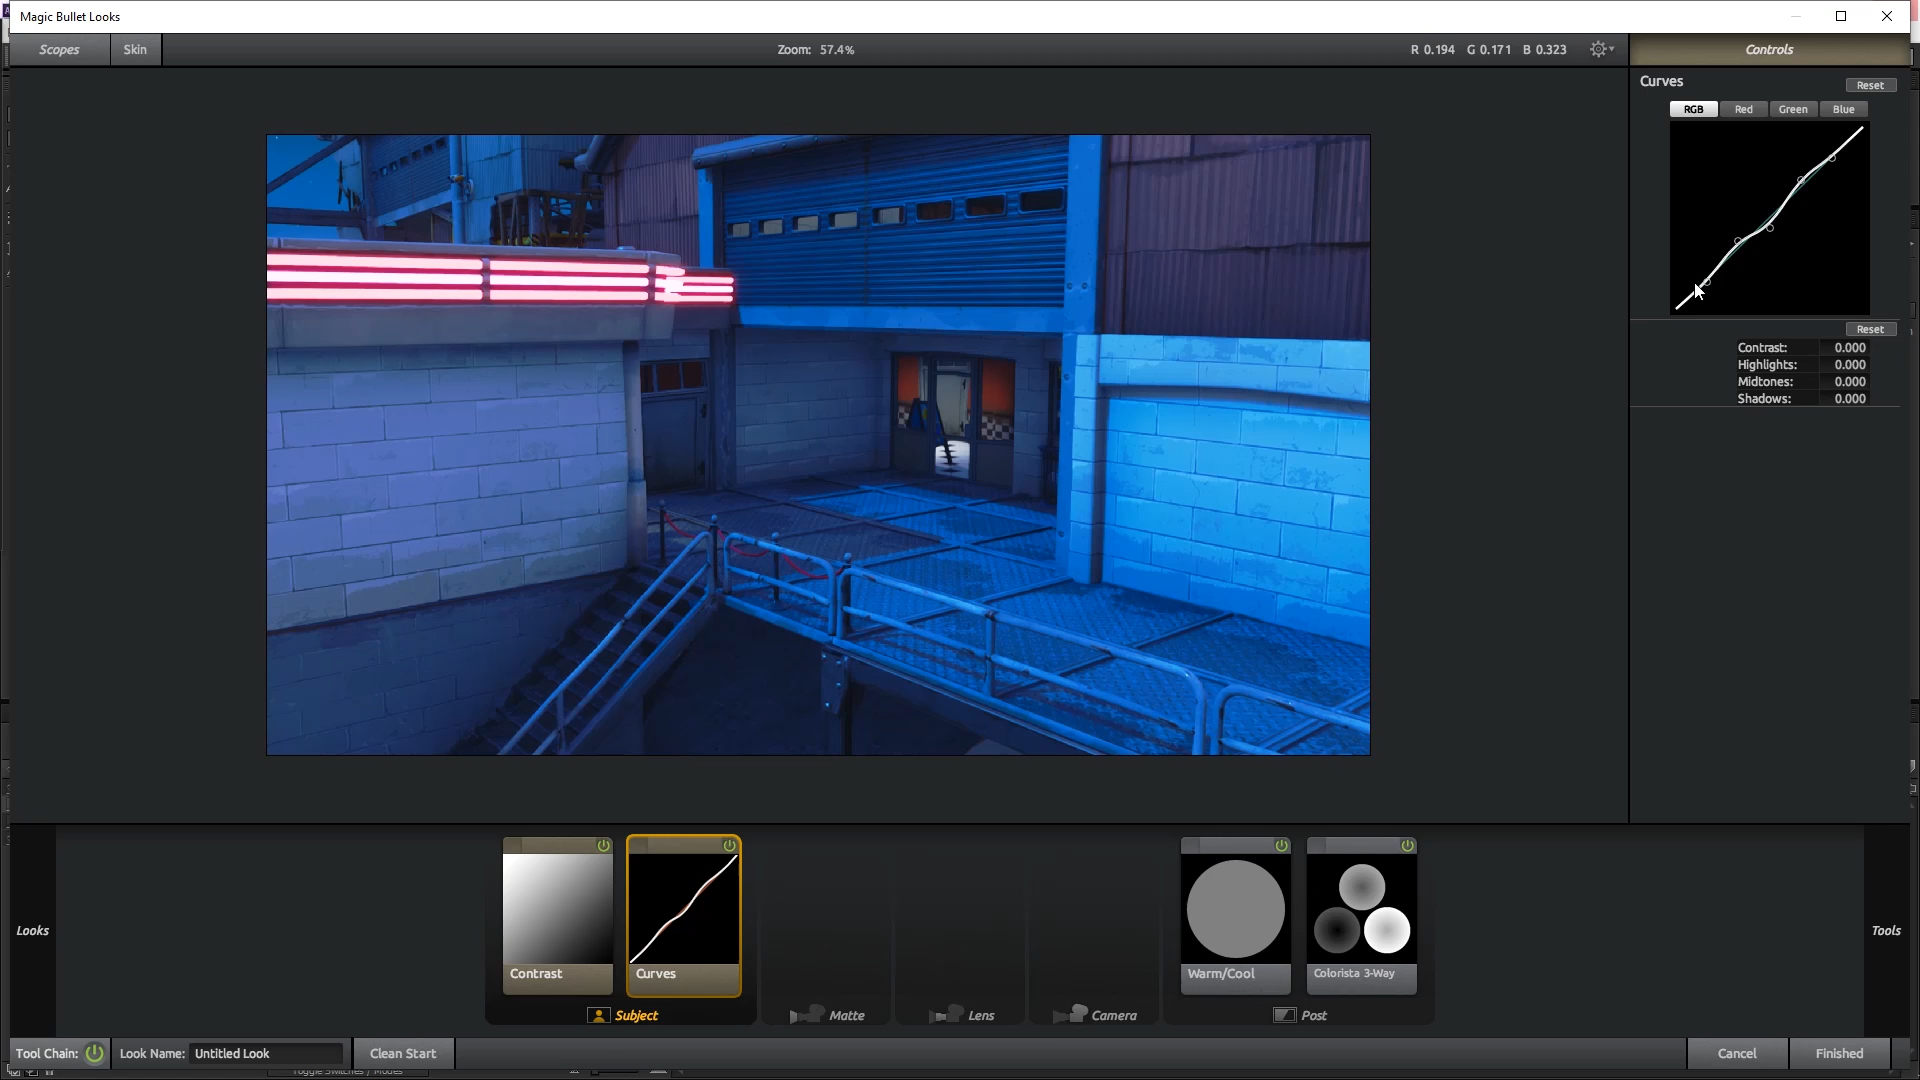 Magic Bullet Looks
Scopes
Skin
Zoom: 57.4%
R 0.194 G 0.171 B 0.323
Controls
Curves
Reset
RGB
Red
Green
Blue
Reset
Contrast: 0.000
Highlights: 0.000
Midtones: 0.000
Shadows: 0.000
Looks
Contrast
Curves
Warm/Cool
Colorista 3-Way
Tools
Subject
Matte
Lens
Camera
Post
Tool Chain:
Look Name: Untitled Look
Clean Start
Cancel
Finished
Toggle Switches / Modes